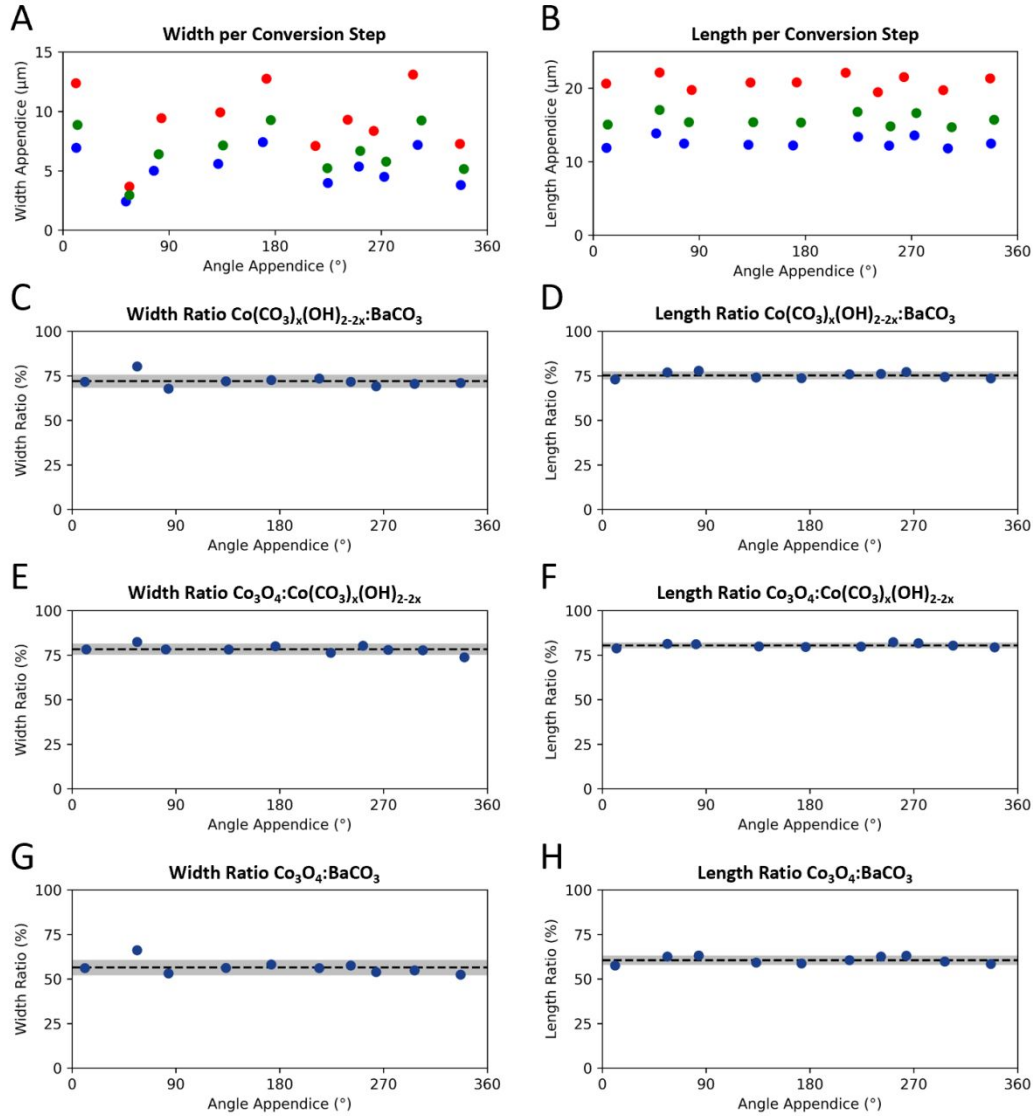 A
Width per Conversion Step
Width Appendice (μm)
15
10
5
0
0 90 180 270 360
Angle Appendice (°)
B
Length per Conversion Step
Length Appendice (μm)
20
10
0
0 90 180 270 360
Angle Appendice (°)
C
Width Ratio Co(CO₃)ₓ(OH)₂₋₂ₓ:BaCO₃
Width Ratio (%)
100
75
50
25
0
0 90 180 270 360
Angle Appendice (°)
D
Length Ratio Co(CO₃)ₓ(OH)₂₋₂ₓ:BaCO₃
Length Ratio (%)
100
75
50
25
0
0 90 180 270 360
Angle Appendice (°)
E
Width Ratio Co₃O₄:Co(CO₃)ₓ(OH)₂₋₂ₓ
Width Ratio (%)
100
75
50
25
0
0 90 180 270 360
Angle Appendice (°)
F
Length Ratio Co₃O₄:Co(CO₃)ₓ(OH)₂₋₂ₓ
Length Ratio (%)
100
75
50
25
0
0 90 180 270 360
Angle Appendice (°)
G
Width Ratio Co₃O₄:BaCO₃
Width Ratio (%)
100
75
50
25
0
0 90 180 270 360
Angle Appendice (°)
H
Length Ratio Co₃O₄:BaCO₃
Length Ratio (%)
100
75
50
25
0
0 90 180 270 360
Angle Appendice (°)